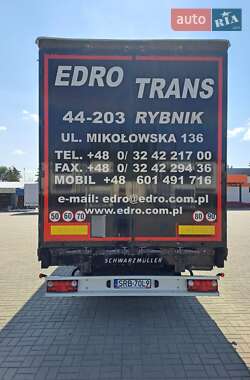 AUTO RIA
EDRO TRANS
44-203 RYBNIK
UL. MIKOŁOWSKA 136
TEL. +48 0/ 32 42 217 00
FAX. +48 0/ 32 42 294 36
MOBIL +48 601 491 716
e-mail: edro@edro.com.pl
www.edro.com.pl
50 60 70 80 90
SCHWARZMÜLLER
SRB70L9